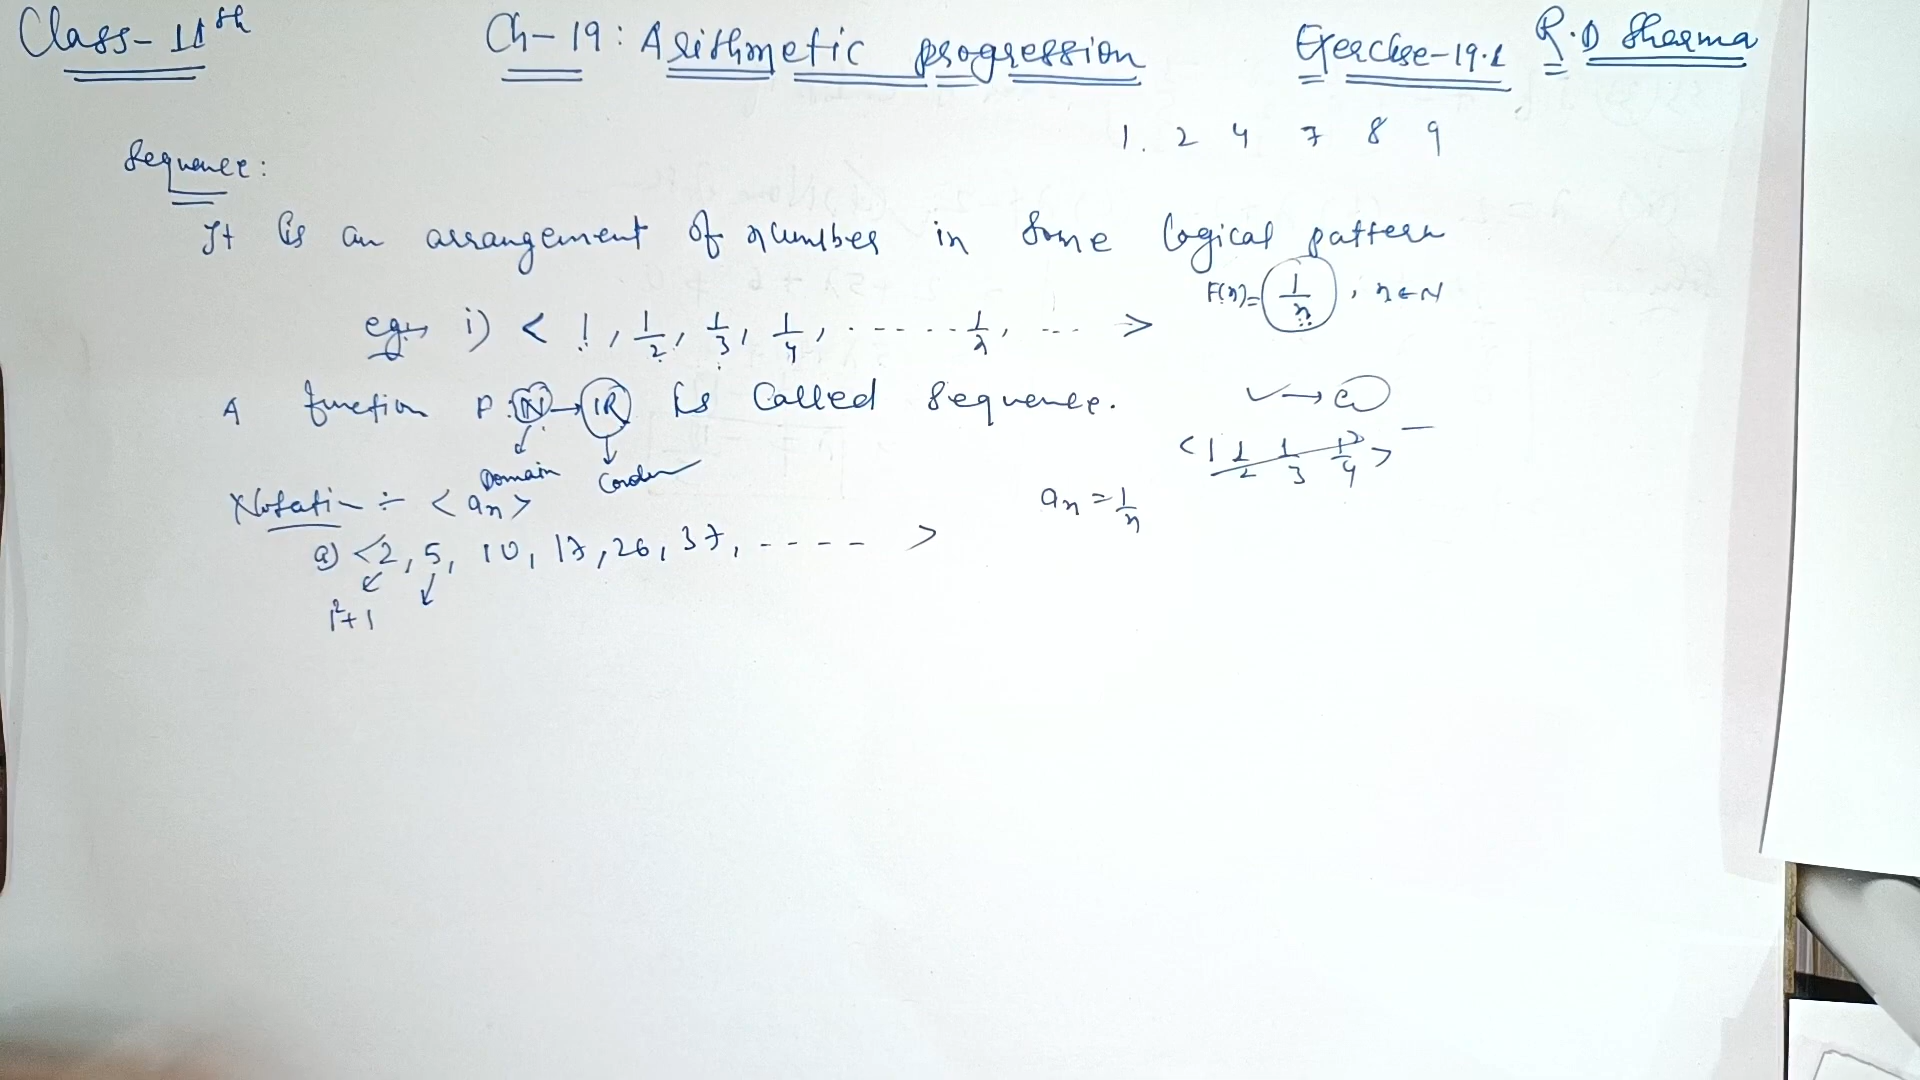 Class-11th Ch-19: Arithmetic progression Exercise-19.1 R.D Sharma
1. 2 4 7 8 9
Sequence:
It is an arrangement of number in some logical pattern
F(n)= 1/n, n∈N
eg, i) < 1, 1/2, 1/3, 1/4, ...... 1/n, ... >
A function F:N→IR is called sequence.
Domain
< 1 1/2 1/3 1/4 >
Notation ÷ <an>
an = 1/n
a) <2, 5, 10, 17, 26, 37, ---- >
1²+1